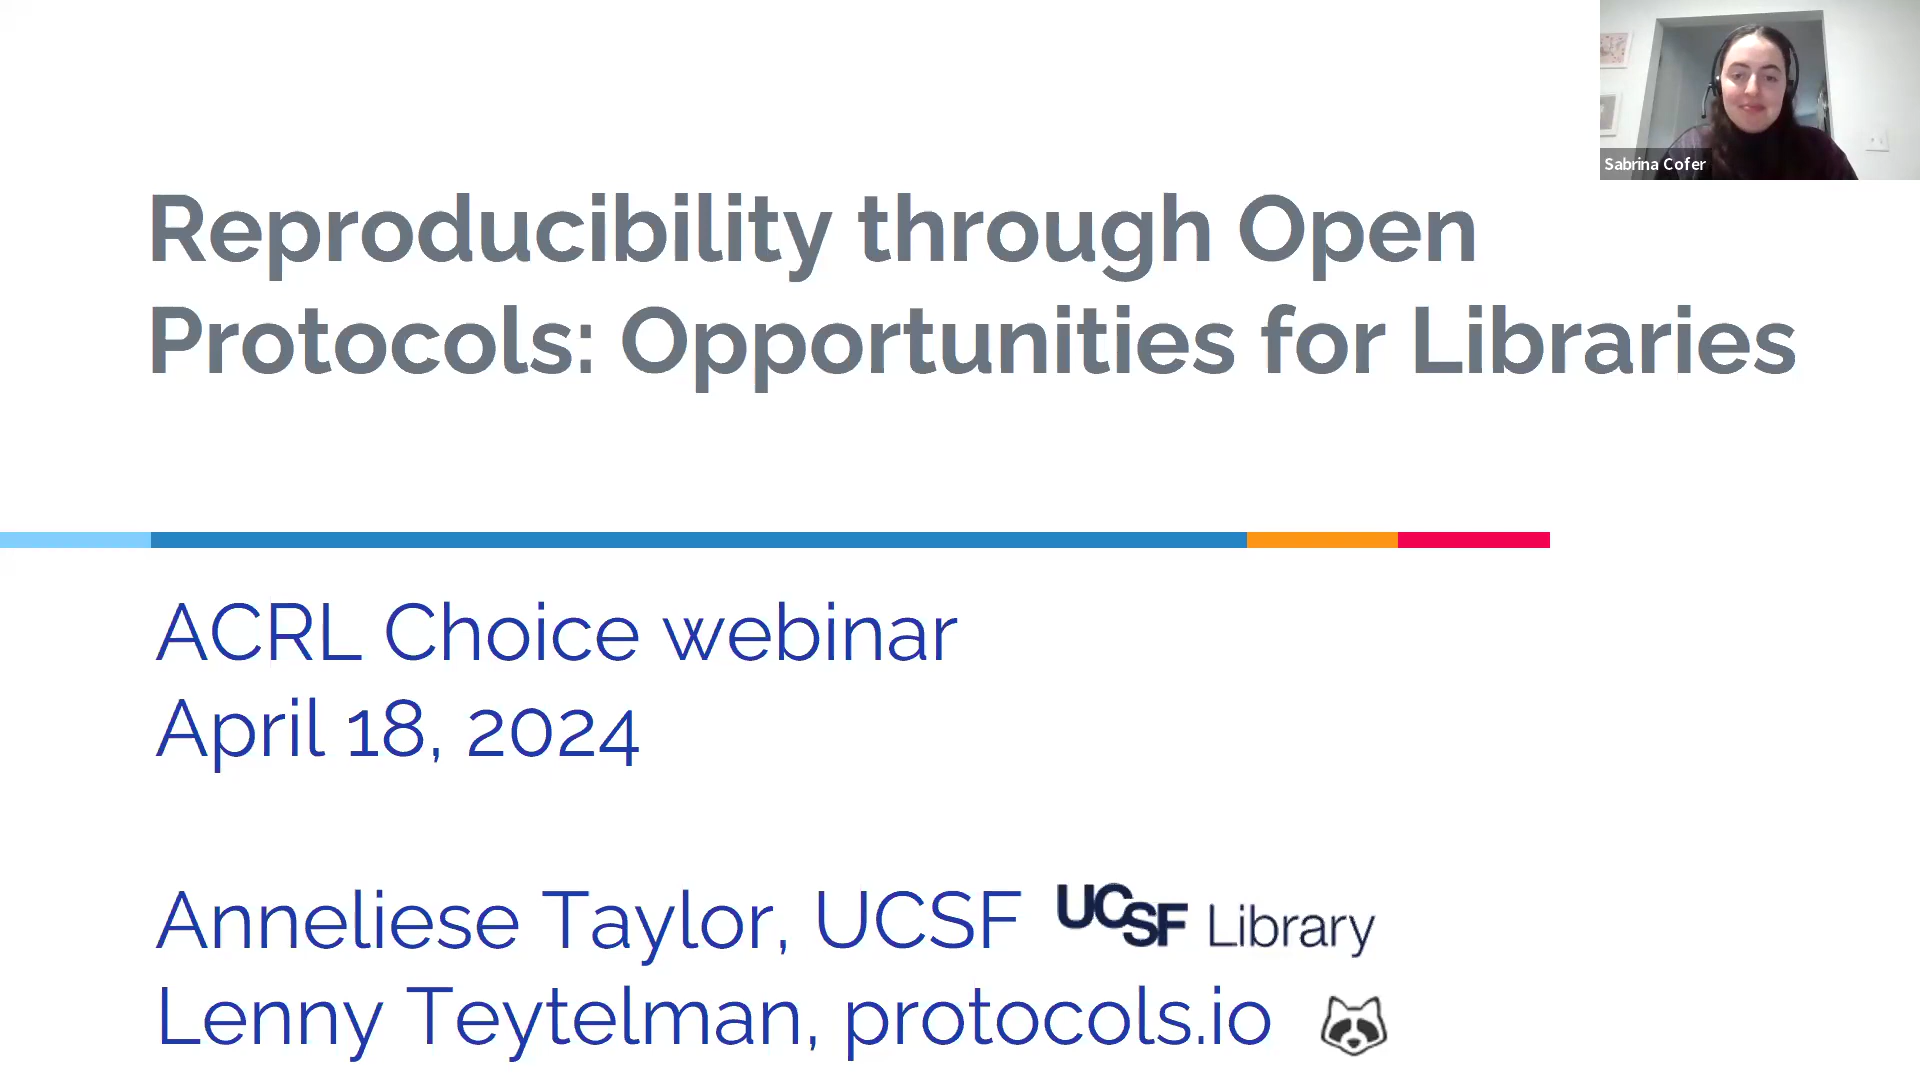 Sabrina Cofer
Reproducibility through Open
Protocols: Opportunities for Libraries
ACRL Choice webinar
April 18, 2024
Anneliese Taylor, UCSF UCSF Library
Lenny Teytelman, protocols.io